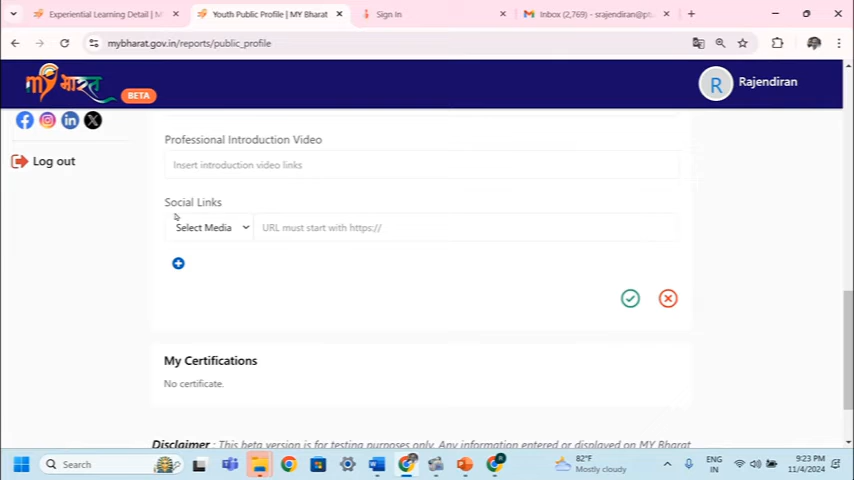 Experiential Learning Detail | M
Youth Public Profile | MY Bharat
Sign In
Inbox (2,769) - srajendiran@pt
mybharat.gov.in/reports/public_profile
my भारत
BETA
R
Rajendiran
Log out
Professional Introduction Video
Insert introduction video links
Social Links
Select Media
URL must start with https://
My Certifications
No certificate.
Disclaimer : This beta version is for testing purposes only. Any information entered or displayed on MY Bharat
Search
82°F
Mostly cloudy
ENG
IN
9:23 PM
11/4/2024